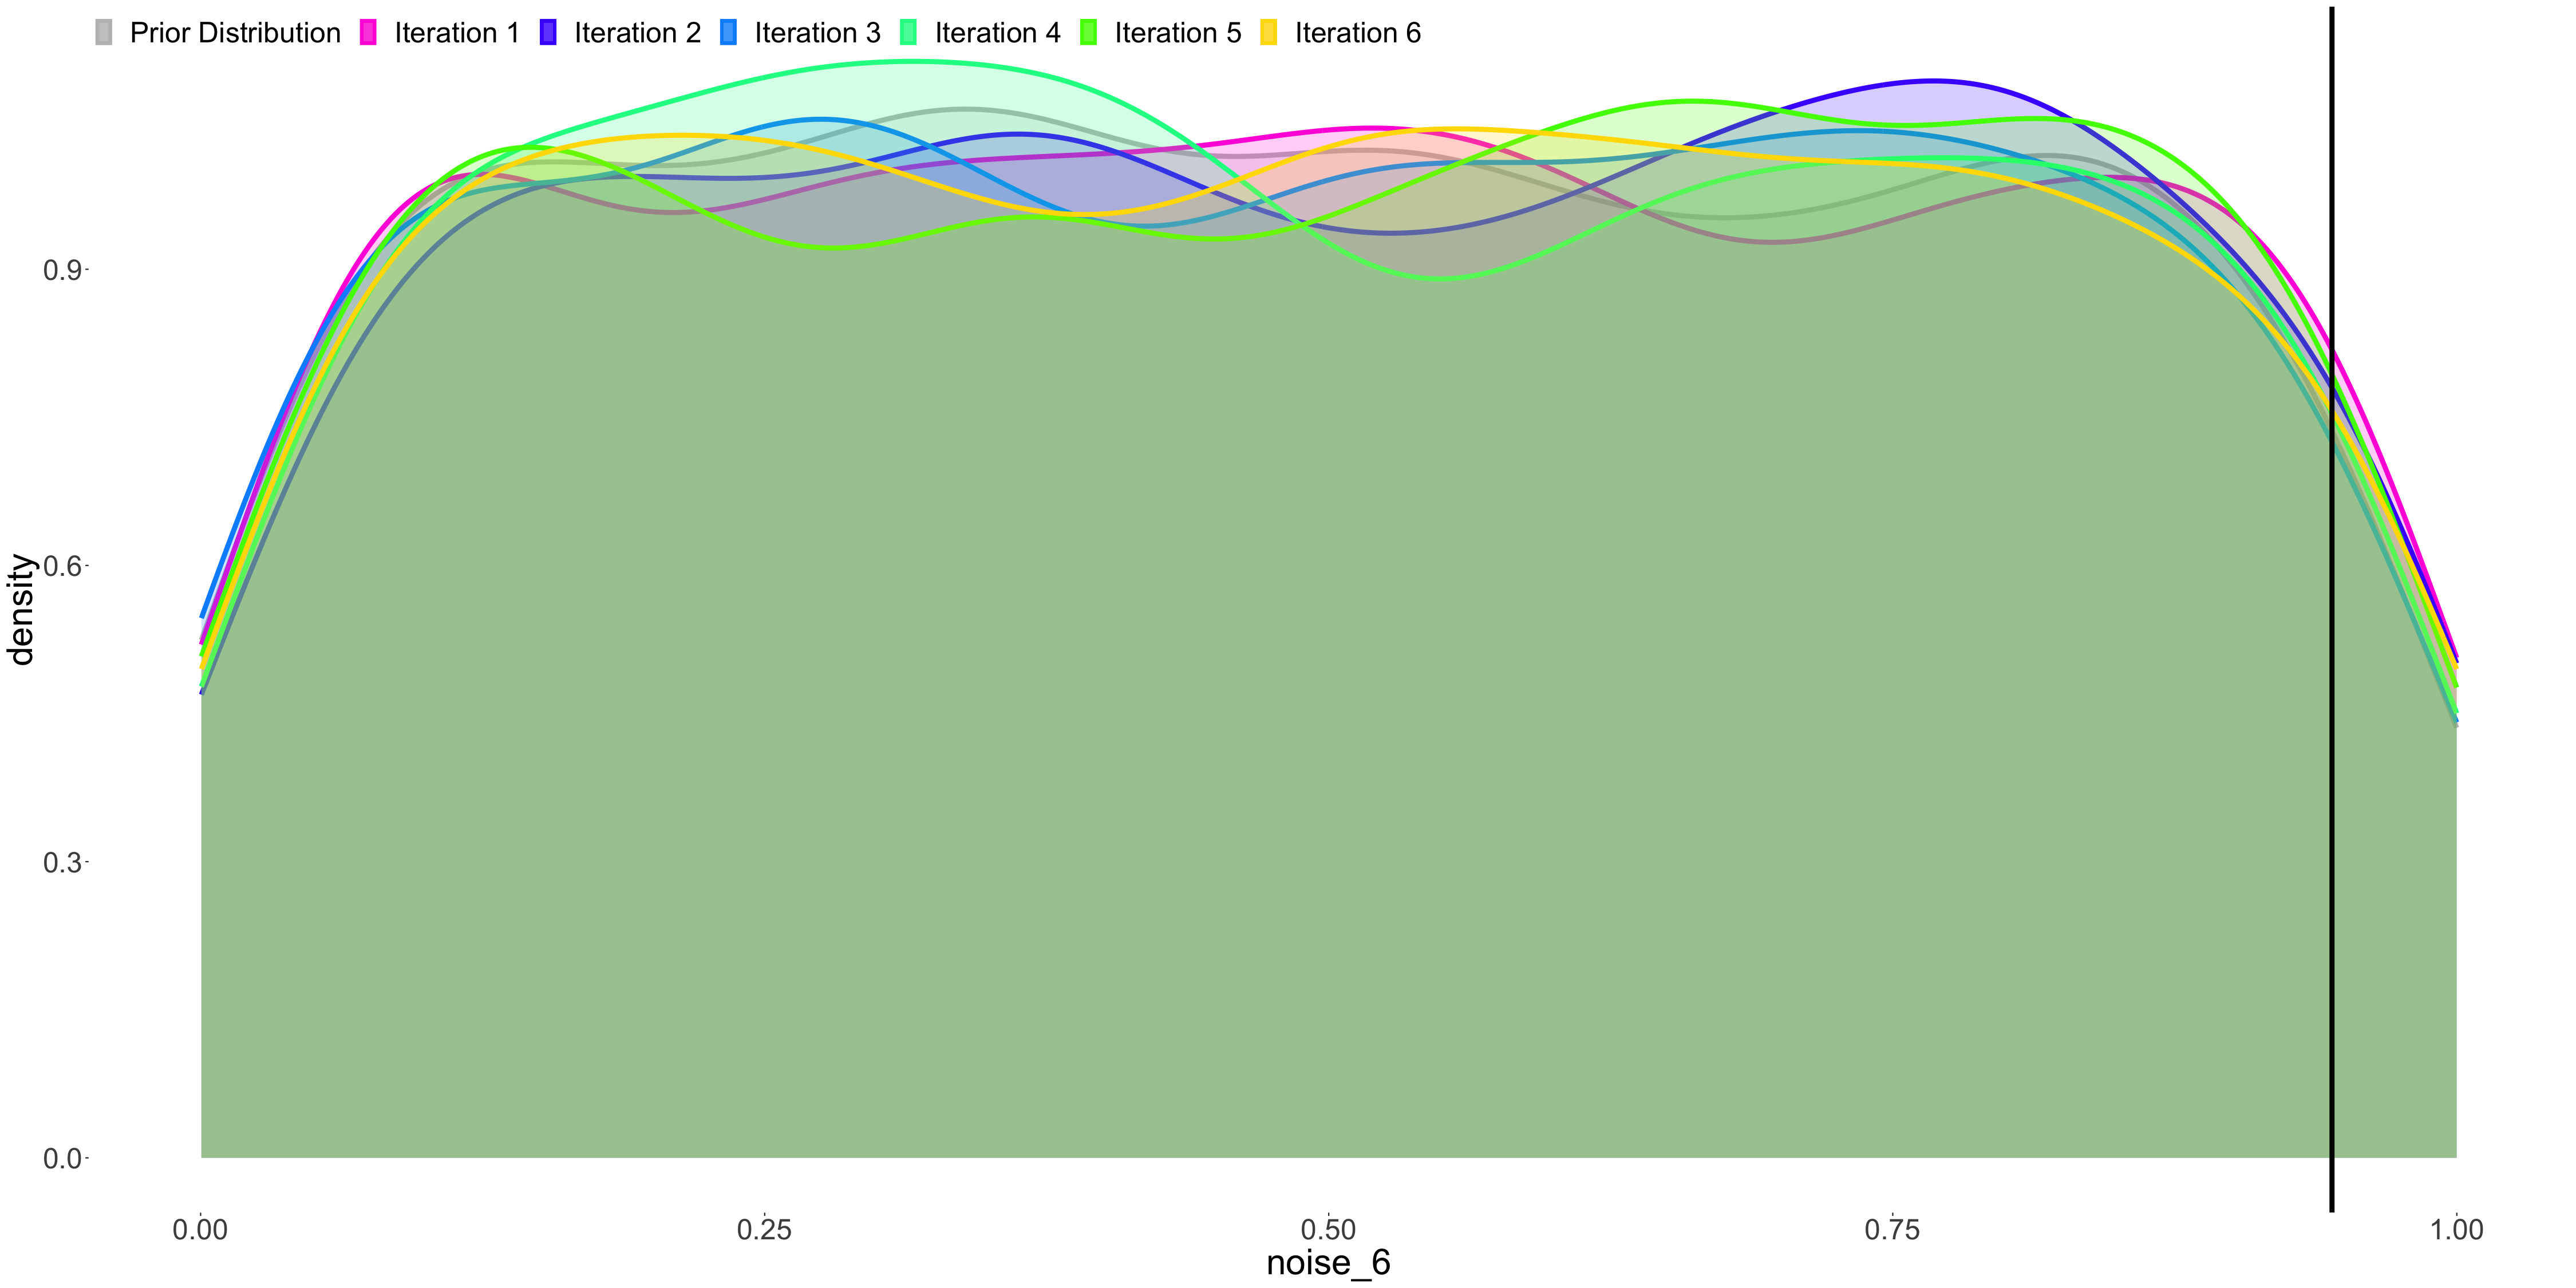 Prior Distribution Iteration 1 Iteration 2 Iteration 3 Iteration 4 Iteration 5 Iteration 6
density
0.9
0.6
0.3
0.0
0.00 0.25 0.50 0.75 1.00
noise_6